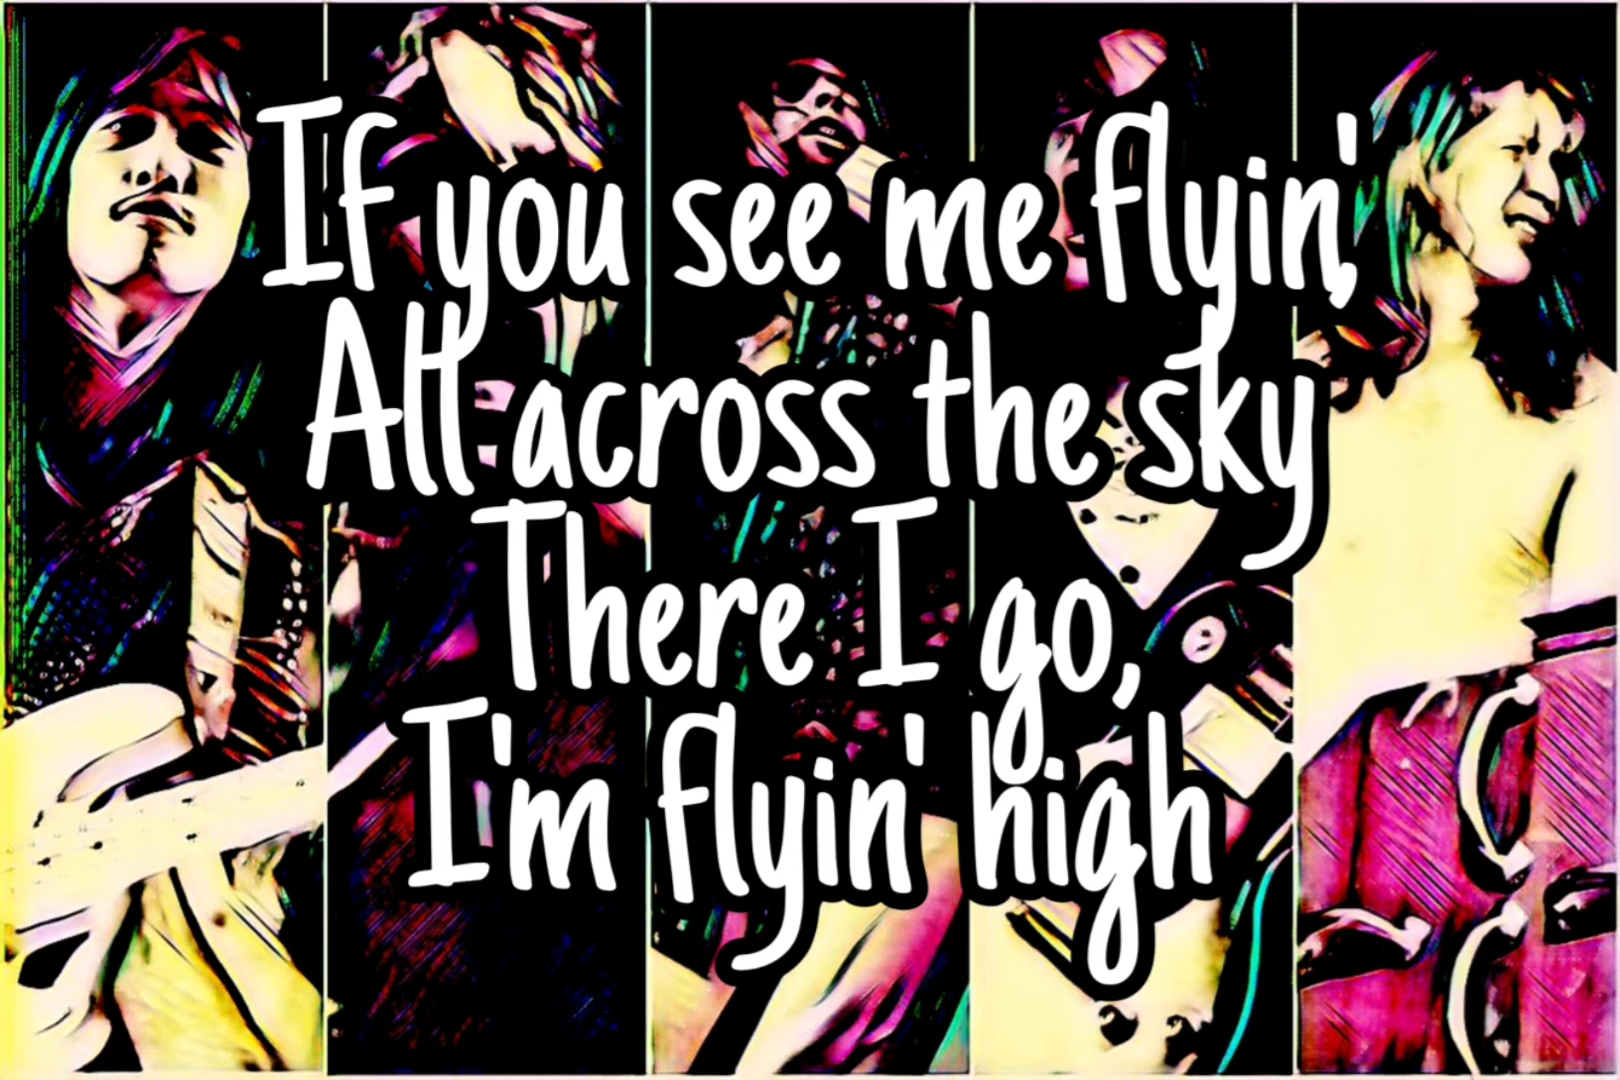 If you see me flyin',
All across the sky
There I go,
I'm flyin' high